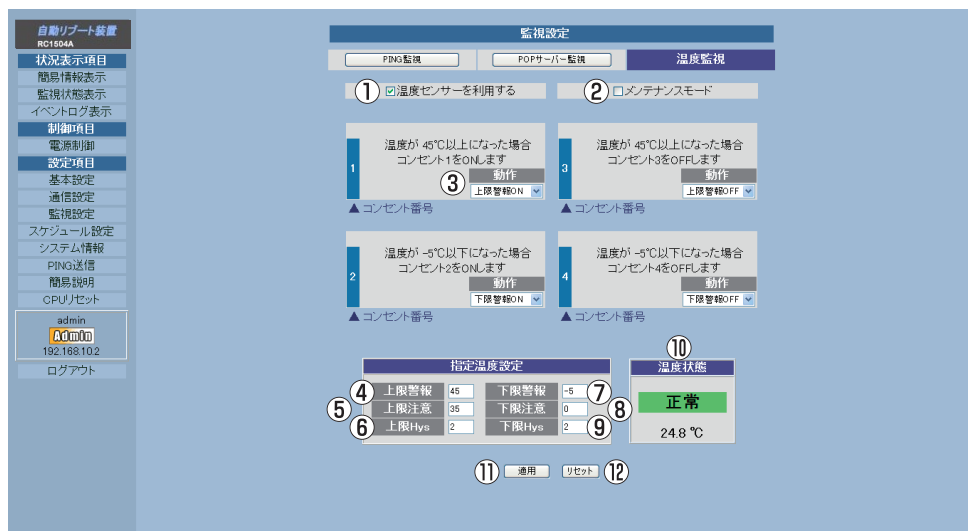 自動リブート装置
RC1504A
状況表示項目
簡易情報表示
監視状態表示
イベントログ表示
制御項目
電源制御
設定項目
基本設定
通信設定
監視設定
スケジュール設定
システム情報
PING送信
簡易説明
CPUリセット
admin
Admin
192.168.10.2
ログアウト
監視設定
PING監視 POPサーバー監視 温度監視
① 温度センサーを利用する ② メンテナンスモード
1
温度が 45℃以上になった場合
コンセント1をONします
③ 動作
上限警報ON
▲ コンセント番号
3
温度が 45℃以上になった場合
コンセント3をOFFします
動作
上限警報OFF
▲ コンセント番号
2
温度が -5℃以下になった場合
コンセント2をONします
動作
下限警報ON
▲ コンセント番号
4
温度が -5℃以下になった場合
コンセント4をOFFします
動作
下限警報OFF
▲ コンセント番号
指定温度設定
④ 上限警報 45 下限警報 -5 ⑦
⑤ 上限注意 35 下限注意 0 ⑧
⑥ 上限Hys 2 下限Hys 2 ⑨
⑩
温度状態
正常
24.8 ℃
⑪ 適用 リセット ⑫